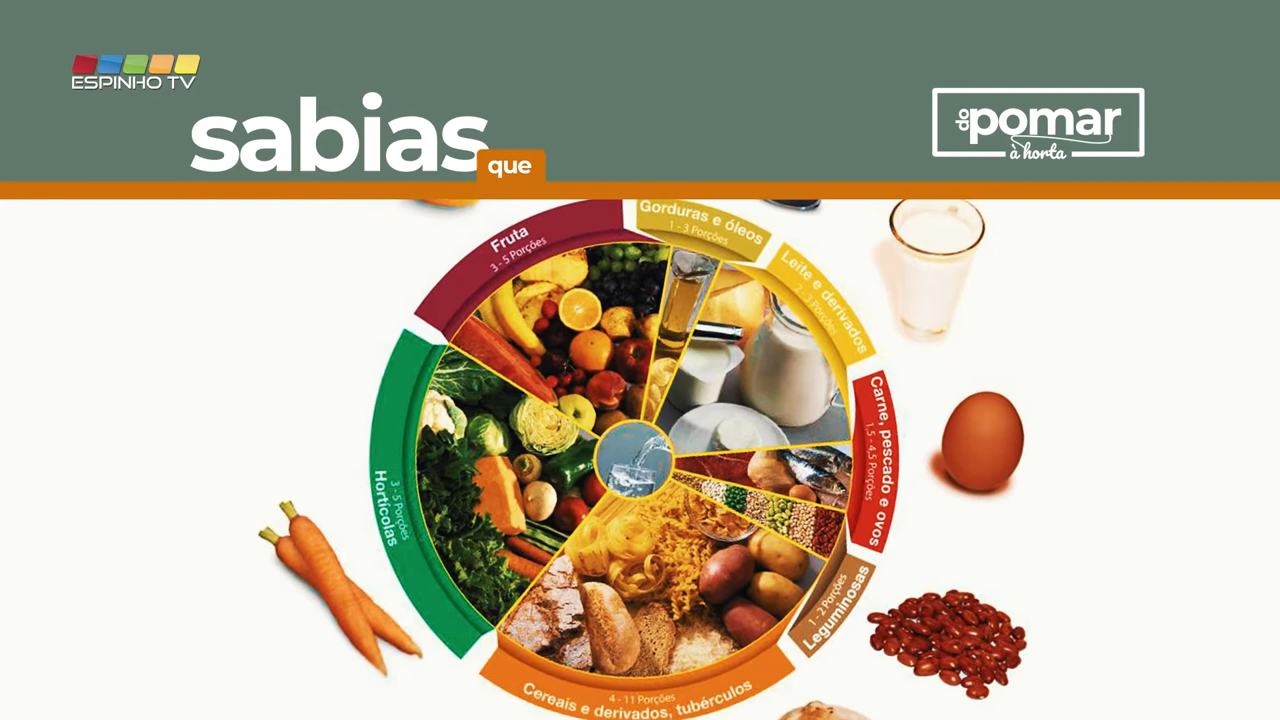 ESPINHO TV
sabias
que
do
pomar
à horta
Fruta
3 - 5 Porções
Gorduras e óleos
1 - 3 Porções
Leite e derivados
2 - 3 Porções
Carne, pescado e ovos
1,5 - 4,5 Porções
Leguminosas
1 - 2 Porções
4 - 11 Porções
Cereais e derivados, tubérculos
3 - 5 Porções
Hortícolas